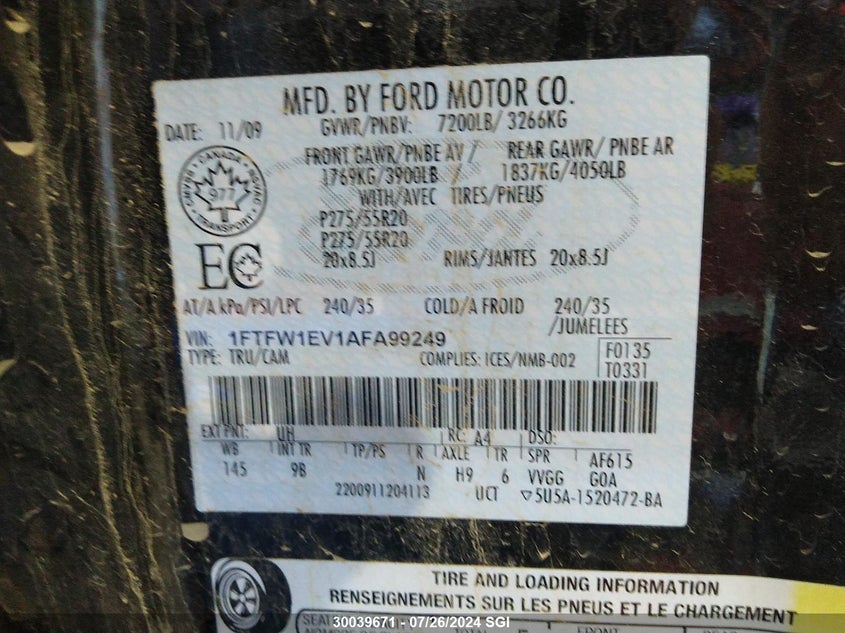 MFD. BY FORD MOTOR CO.
DATE: 11/09 GVWR/PNBV: 7200LB/ 3266KG
FRONT GAWR/PNBE AV / REAR GAWR/ PNBE AR
1769KG/3900LB / 1837KG/4050LB
WITH/AVEC TIRES/PNEUS
P275/55R20
P275/55R20
20x8.5J RIMS/JANTES 20x8.5J
CANADA
977
TRANSPORT
EC
AT/A kPa/PSI/LPC 240/35 COLD/A FROID 240/35
/JUMELEES
VIN: 1FTFW1EV1AFA99249
TYPE: TRU/CAM COMPLIES: ICES/NMB-002
F0135
T0331
EXT PNT: UH RC: A4 DSO:
WB INT TR TP/PS R AXLE TR SPR AF615
145 9B N H9 6 VVGG GOA
2200911204113 UCT ▽5U5A-1520472-BA
TIRE AND LOADING INFORMATION
RENSEIGNEMENTS SUR LES PNEUS ET LE CHARGEMENT
30039671 - 07/26/2024 SGI